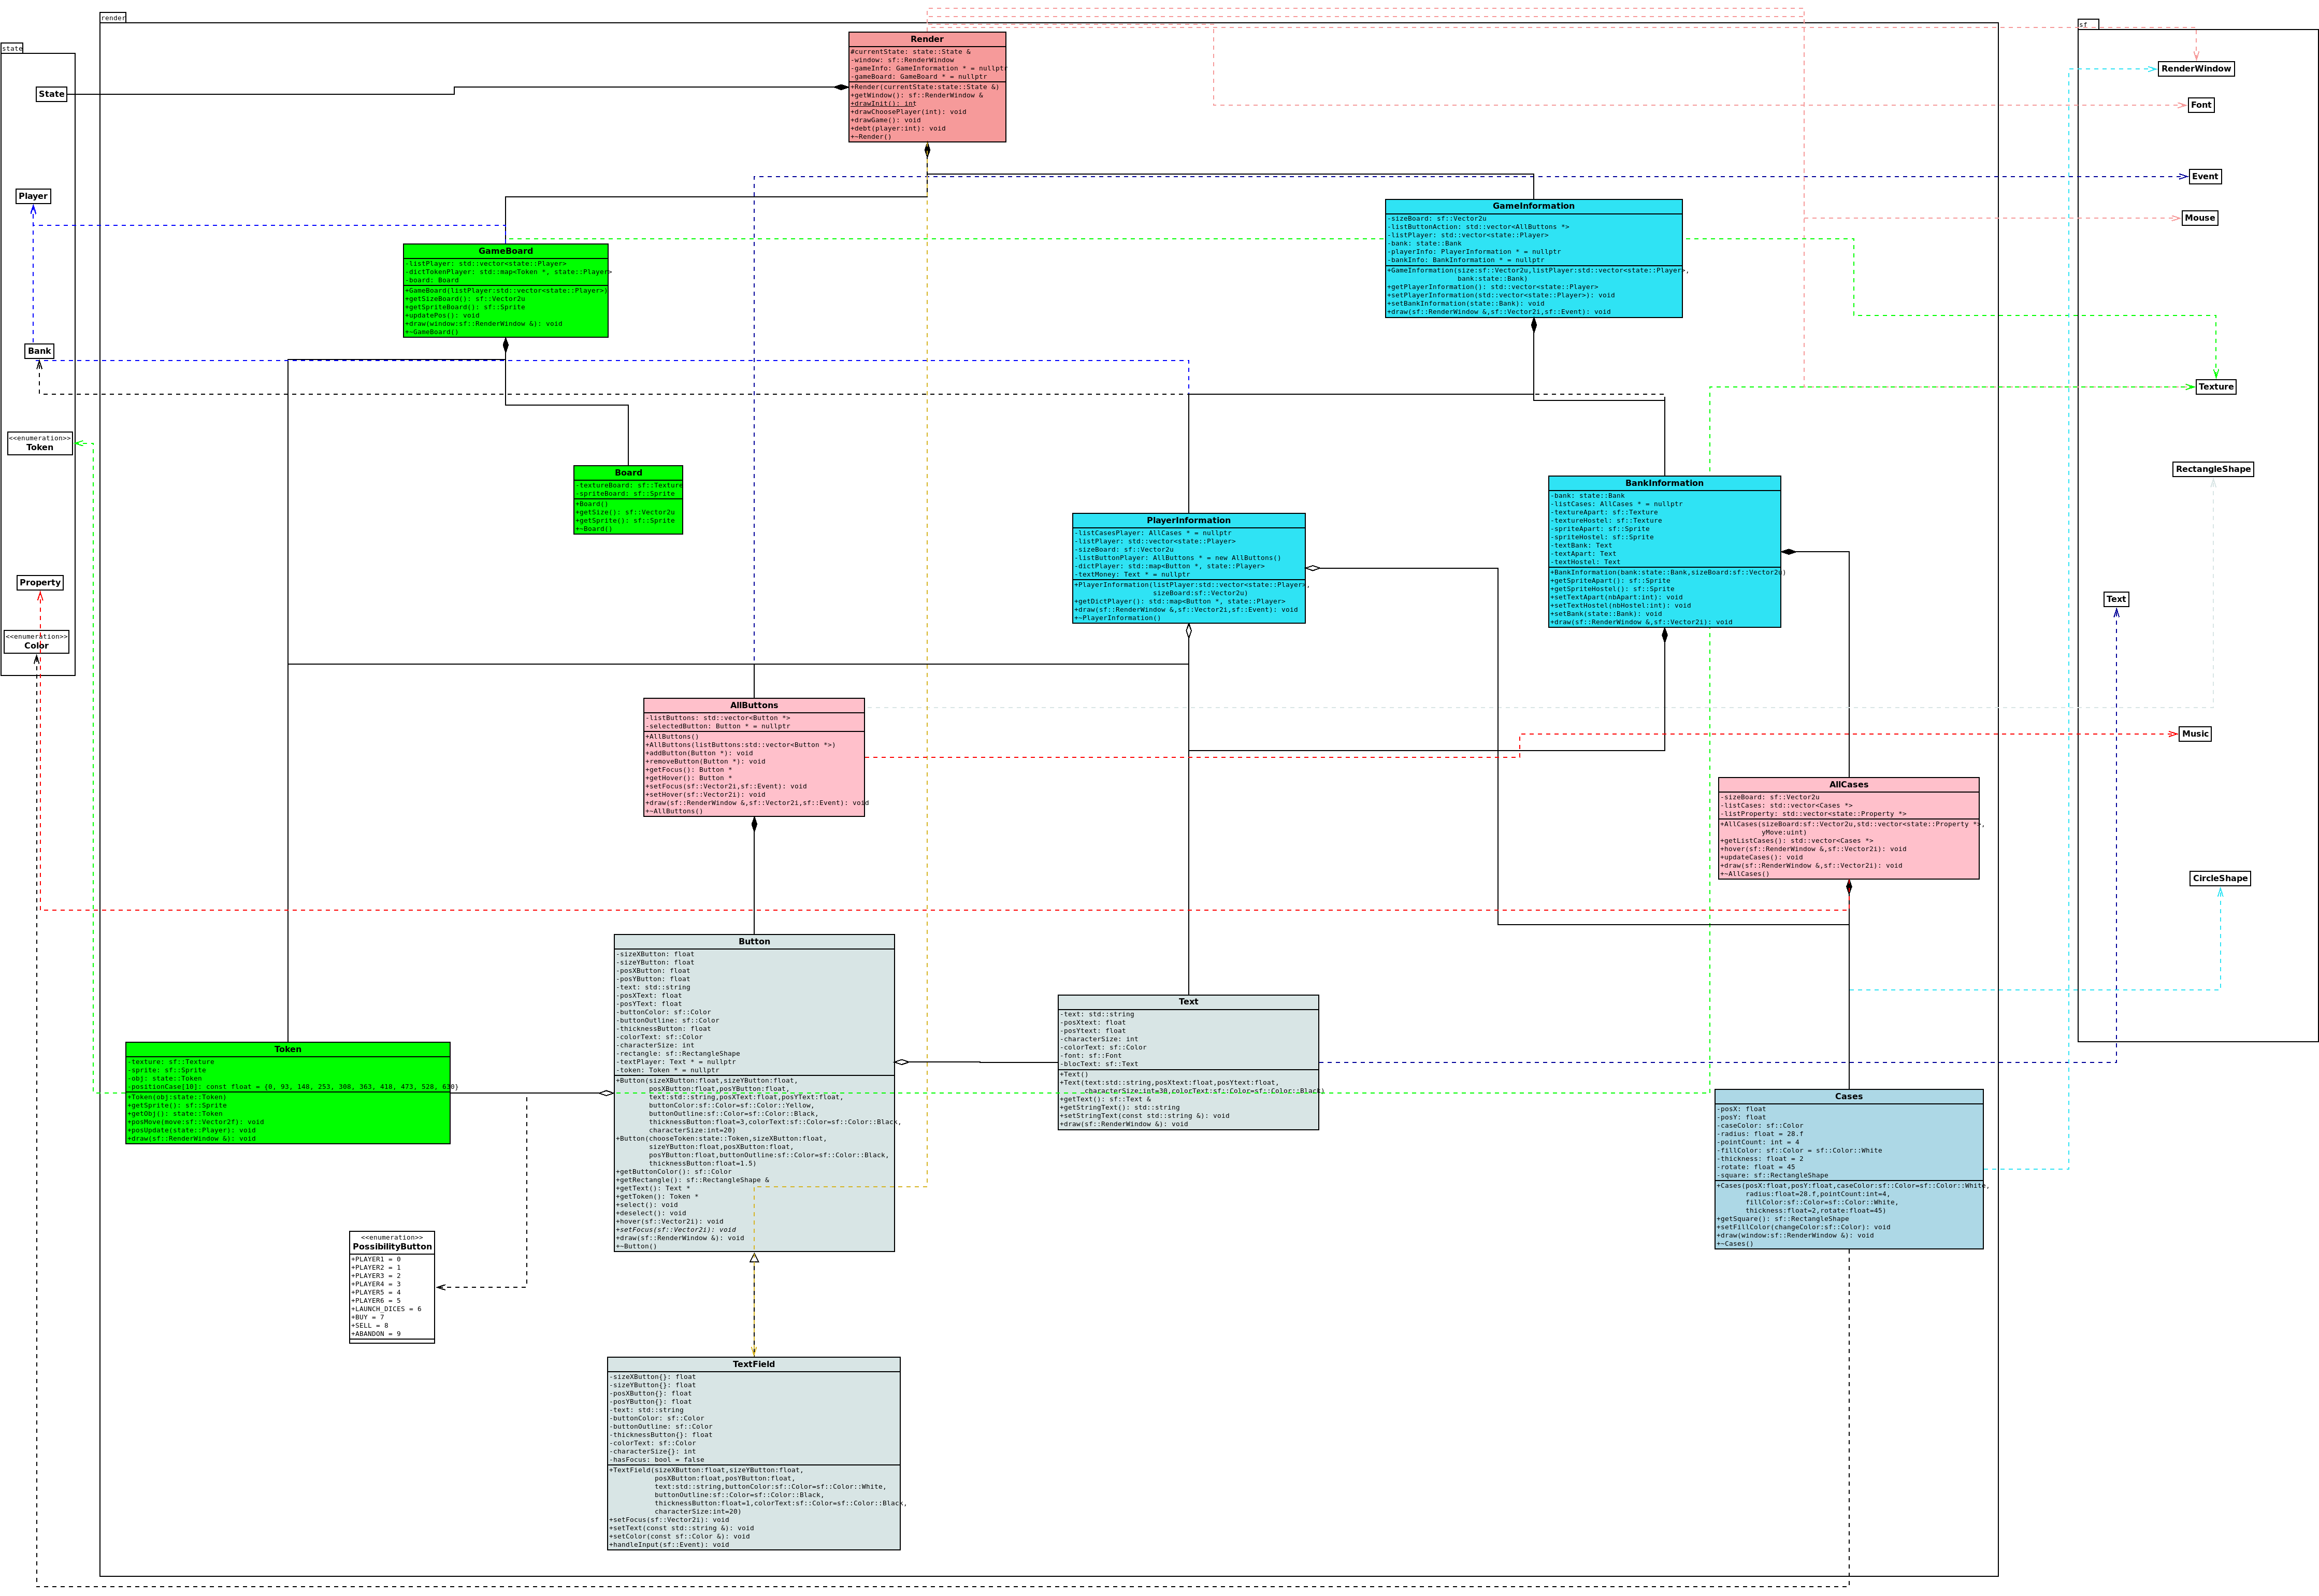 render
sf
state
Render
#currentState: state::State &
-window: sf::RenderWindow
-gameInfo: GameInformation * = nullptr
-gameBoard: GameBoard * = nullptr
+Render(currentState:state::State &)
+getWindow(): sf::RenderWindow &
+drawInit(): int
+drawChoosePlayer(int): void
+drawGame(): void
+debt(player:int): void
+~Render()
State
Player
Bank
<<enumeration>>
Token
Property
<<enumeration>>
Color
RenderWindow
Font
Event
Mouse
Texture
RectangleShape
Text
Music
CircleShape
GameInformation
-sizeBoard: sf::Vector2u
-listButtonAction: std::vector<AllButtons *>
-listPlayer: std::vector<state::Player>
-bank: state::Bank
-playerInfo: PlayerInformation * = nullptr
-bankInfo: BankInformation * = nullptr
+GameInformation(size:sf::Vector2u,listPlayer:std::vector<state::Player>,
bank:state::Bank)
+getPlayerInformation(): std::vector<state::Player>
+setPlayerInformation(std::vector<state::Player>): void
+setBankInformation(state::Bank): void
+draw(sf::RenderWindow &,sf::Vector2i,sf::Event): void
GameBoard
-listPlayer: std::vector<state::Player>
-dictTokenPlayer: std::map<Token *, state::Player>
-board: Board
+GameBoard(listPlayer:std::vector<state::Player>)
+getSizeBoard(): sf::Vector2u
+getSpriteBoard(): sf::Sprite
+updatePos(): void
+draw(window:sf::RenderWindow &): void
+~GameBoard()
Board
-textureBoard: sf::Texture
-spriteBoard: sf::Sprite
+Board()
+getSize(): sf::Vector2u
+getSprite(): sf::Sprite
+~Board()
PlayerInformation
-listCasesPlayer: AllCases * = nullptr
-listPlayer: std::vector<state::Player>
-sizeBoard: sf::Vector2u
-listButtonPlayer: AllButtons * = new AllButtons()
-dictPlayer: std::map<Button *, state::Player>
-textMoney: Text * = nullptr
+PlayerInformation(listPlayer:std::vector<state::Player>,
sizeBoard:sf::Vector2u)
+getDictPlayer(): std::map<Button *, state::Player>
+draw(sf::RenderWindow &,sf::Vector2i,sf::Event): void
+~PlayerInformation()
BankInformation
-bank: state::Bank
-listCases: AllCases * = nullptr
-textureApart: sf::Texture
-textureHostel: sf::Texture
-spriteApart: sf::Sprite
-spriteHostel: sf::Sprite
-textBank: Text
-textApart: Text
-textHostel: Text
+BankInformation(bank:state::Bank,sizeBoard:sf::Vector2u)
+getSpriteApart(): sf::Sprite
+getSpriteHostel(): sf::Sprite
+setTextApart(nbApart:int): void
+setTextHostel(nbHostel:int): void
+setBank(state::Bank): void
+draw(sf::RenderWindow &,sf::Vector2i): void
AllButtons
-listButtons: std::vector<Button *>
-selectedButton: Button * = nullptr
+AllButtons()
+AllButtons(listButtons:std::vector<Button *>)
+addButton(Button *): void
+removeButton(Button *): void
+getFocus(): Button *
+getHover(): Button *
+setFocus(sf::Vector2i,sf::Event): void
+setHover(sf::Vector2i): void
+draw(sf::RenderWindow &,sf::Vector2i,sf::Event): void
+~AllButtons()
AllCases
-sizeBoard: sf::Vector2u
-listCases: std::vector<Cases *>
-listProperty: std::vector<state::Property *>
+AllCases(sizeBoard:sf::Vector2u,std::vector<state::Property *>,
yMove:uint)
+getListCases(): std::vector<Cases *>
+hover(sf::RenderWindow &,sf::Vector2i): void
+updateCases(): void
+draw(sf::RenderWindow &,sf::Vector2i): void
+~AllCases()
Button
-sizeXButton: float
-sizeYButton: float
-posXButton: float
-posYButton: float
-text: std::string
-posXText: float
-posYText: float
-buttonColor: sf::Color
-buttonOutline: sf::Color
-thicknessButton: float
-colorText: sf::Color
-characterSize: int
-rectangle: sf::RectangleShape
-textPlayer: Text * = nullptr
-token: Token * = nullptr
+Button(sizeXButton:float,sizeYButton:float,
posXButton:float,posYButton:float,
text:std::string,posXText:float,posYText:float,
buttonColor:sf::Color=sf::Color::Yellow,
buttonOutline:sf::Color=sf::Color::Black,
thicknessButton:float=3,colorText:sf::Color=sf::Color::Black,
character​Size:int=20)
+Button(chooseToken:state::Token,sizeXButton:float,
sizeYButton:float,posXButton:float,
posYButton:float,buttonOutline:sf::Color=sf::Color::Black,
thicknessButton:float=1.5)
+getButtonColor(): sf::Color
+getRectangle(): sf::RectangleShape &
+getText(): Text *
+getToken(): Token *
+select(): void
+deselect(): void
+hover(sf::Vector2i): void
+setFocus(sf::Vector2i): void
+draw(sf::RenderWindow &): void
+~Button()
Text
-text: std::string
-posXtext: float
-posYtext: float
-characterSize: int
-colorText: sf::Color
-font: sf::Font
-blocText: sf::Text
+Text()
+Text(text:std::string,posXtext:float,posYtext:float,
characterSize:int=30,colorText:sf::Color=sf::Color::Black)
+getText(): sf::Text &
+getStringText(): std::string
+setStringText(const std::string &): void
+draw(sf::RenderWindow &): void
Token
-texture: sf::Texture
-sprite: sf::Sprite
-obj: state::Token
-positionCase[10]: const float = {0, 93, 148, 253, 308, 363, 418, 473, 528, 630}
+Token(obj:state::Token)
+getSprite(): sf::Sprite
+getObj(): state::Token
+posMove(move:sf::Vector2f): void
+posUpdate(state::Player): void
+draw(sf::RenderWindow &): void
Cases
-posX: float
-posY: float
-caseColor: sf::Color
-radius: float = 28.f
-pointCount: int = 4
-fillColor: sf::Color = sf::Color::White
-thickness: float = 2
-rotate: float = 45
-square: sf::RectangleShape
+Cases(posX:float,posY:float,caseColor:sf::Color=sf::Color::White,
radius:float=28.f,pointCount:int=4,
fillColor:sf::Color=sf::Color::White,
thickness:float=2,rotate:float=45)
+getSquare(): sf::RectangleShape
+setFillColor(changeColor:sf::Color): void
+draw(window:sf::RenderWindow &): void
+~Cases()
<<enumeration>>
PossibilityButton
+PLAYER1 = 0
+PLAYER2 = 1
+PLAYER3 = 2
+PLAYER4 = 3
+PLAYER5 = 4
+PLAYER6 = 5
+LAUNCH_DICES = 6
+BUY = 7
+SELL = 8
+ABANDON = 9
TextField
-sizeXButton{}: float
-sizeYButton{}: float
-posXButton{}: float
-posYButton{}: float
-text: std::string
-buttonColor: sf::Color
-buttonOutline: sf::Color
-thicknessButton{}: float
-colorText: sf::Color
-characterSize{}: int
-hasFocus: bool = false
+TextField(sizeXButton:float,sizeYButton:float,
posXButton:float,posYButton:float,
text:std::string,buttonColor:sf::Color=sf::Color::White,
buttonOutline:sf::Color=sf::Color::Black,
thicknessButton:float=1,colorText:sf::Color=sf::Color::Black,
characterSize:int=20)
+setFocus(sf::Vector2i): void
+setText(const std::string &): void
+setColor(const sf::Color &): void
+handleInput(sf::Event): void